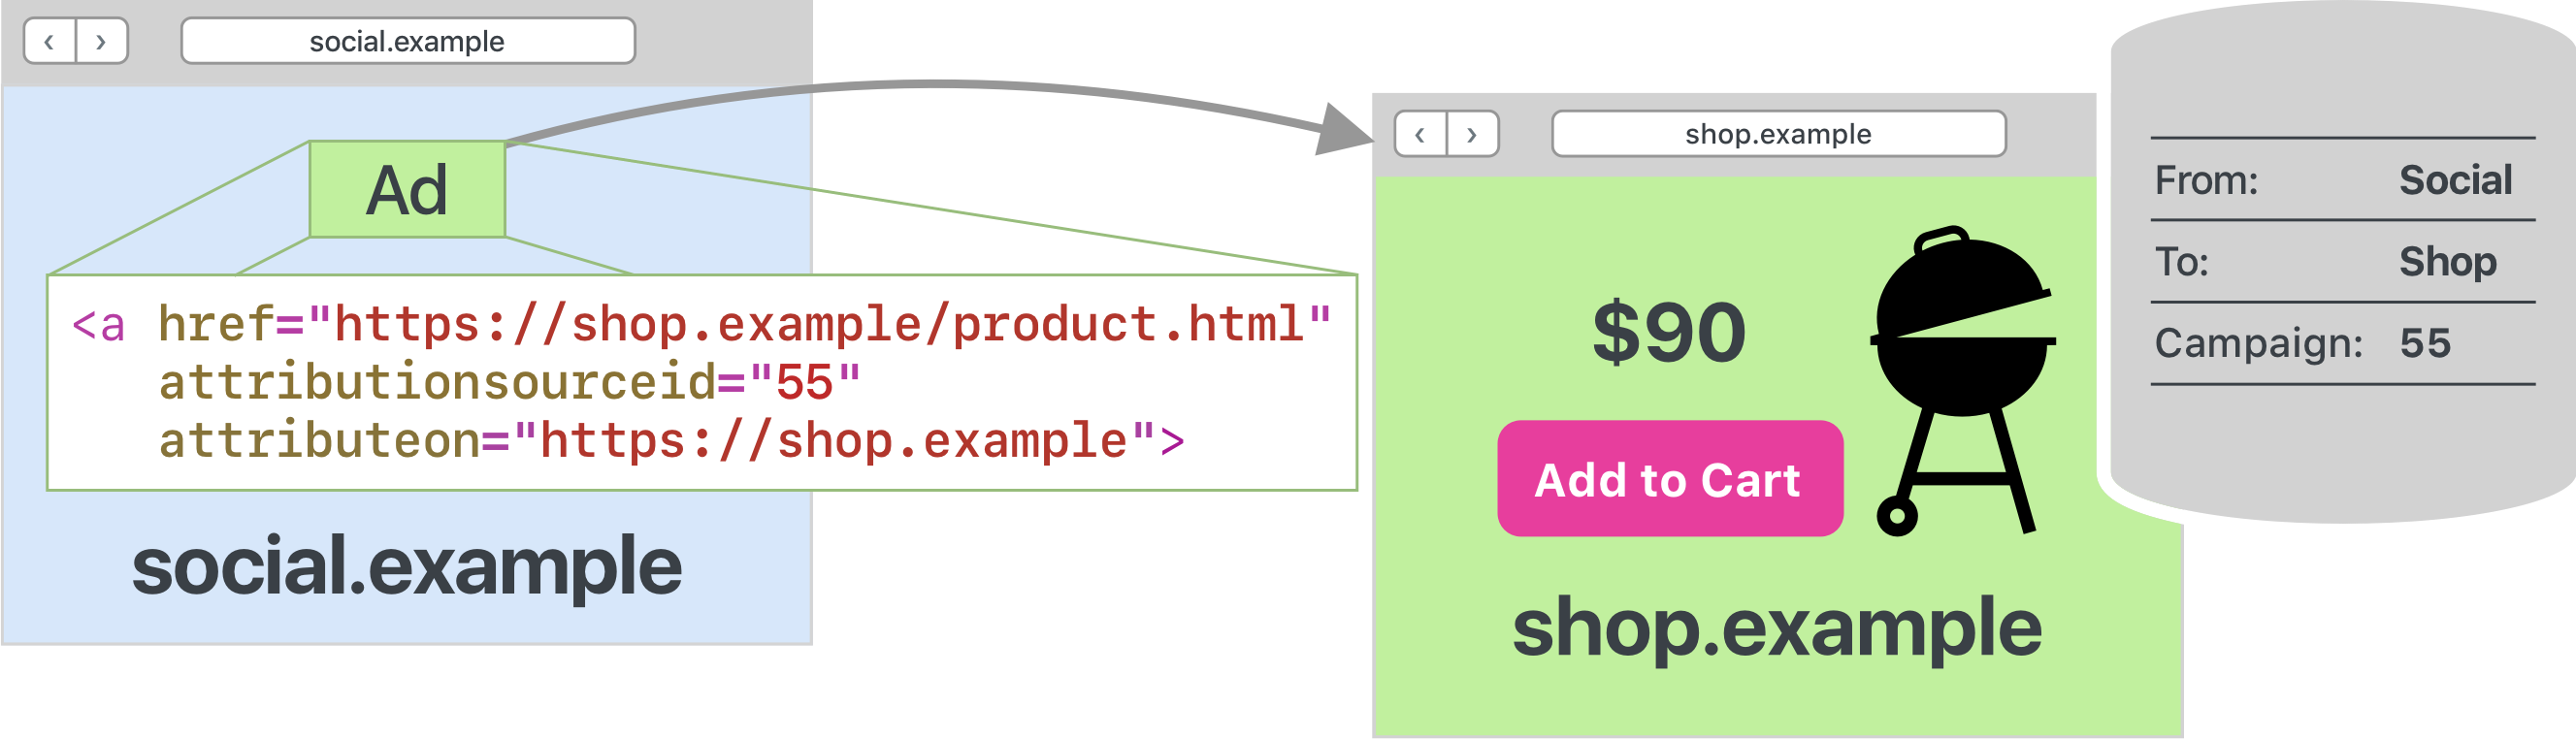 social.example
Ad
<a href="https://shop.example/product.html"
attributionsourceid="55"
attributeon="https://shop.example">
social.example
shop.example
$90
Add to Cart
shop.example
From: Social
To: Shop
Campaign: 55